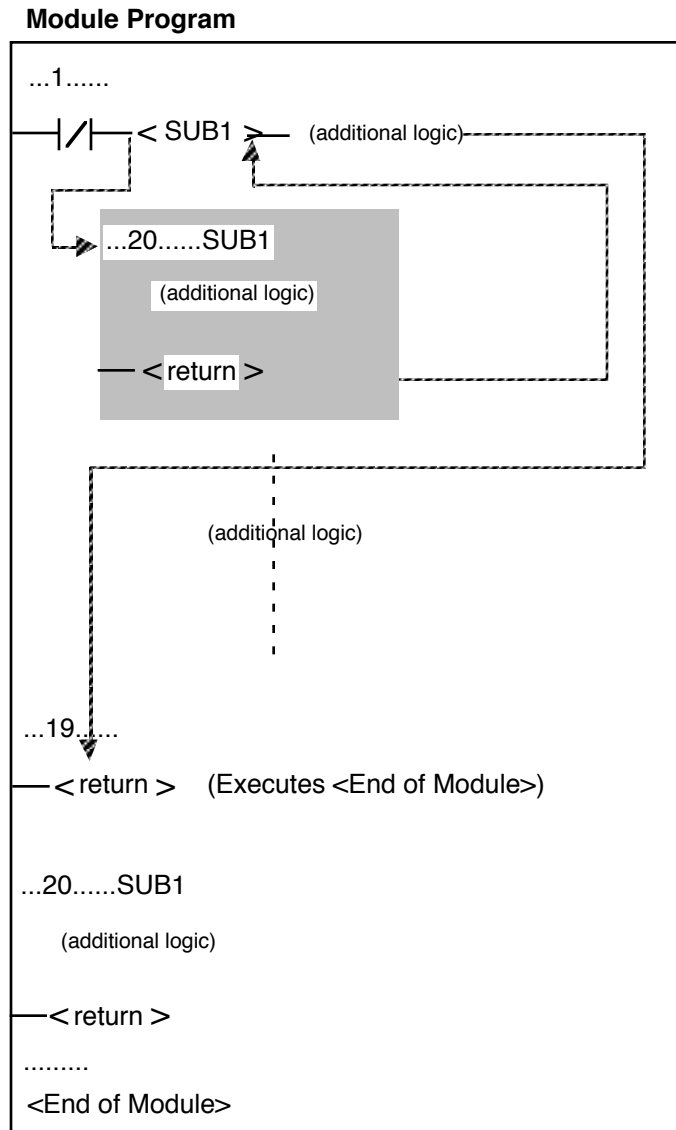 Module Program
...1......
< SUB1 > (additional logic)
...20......SUB1
(additional logic)
< return >
(additional logic)
...19......
< return > (Executes <End of Module>)
...20......SUB1
(additional logic)
< return >
.........
<End of Module>